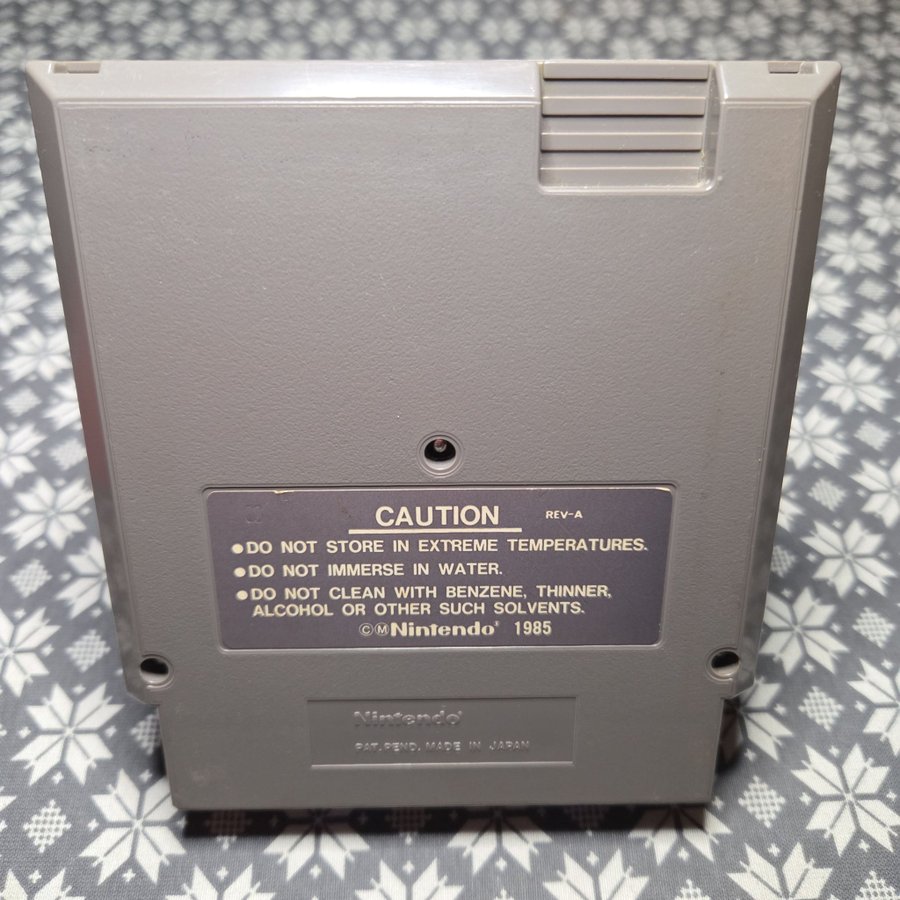 CAUTION REV-A
●DO NOT STORE IN EXTREME TEMPERATURES.
●DO NOT IMMERSE IN WATER.
●DO NOT CLEAN WITH BENZENE, THINNER,
ALCOHOL OR OTHER SUCH SOLVENTS.
©Ⓜ Nintendo® 1985
Nintendo®
PAT. PEND. MADE IN JAPAN